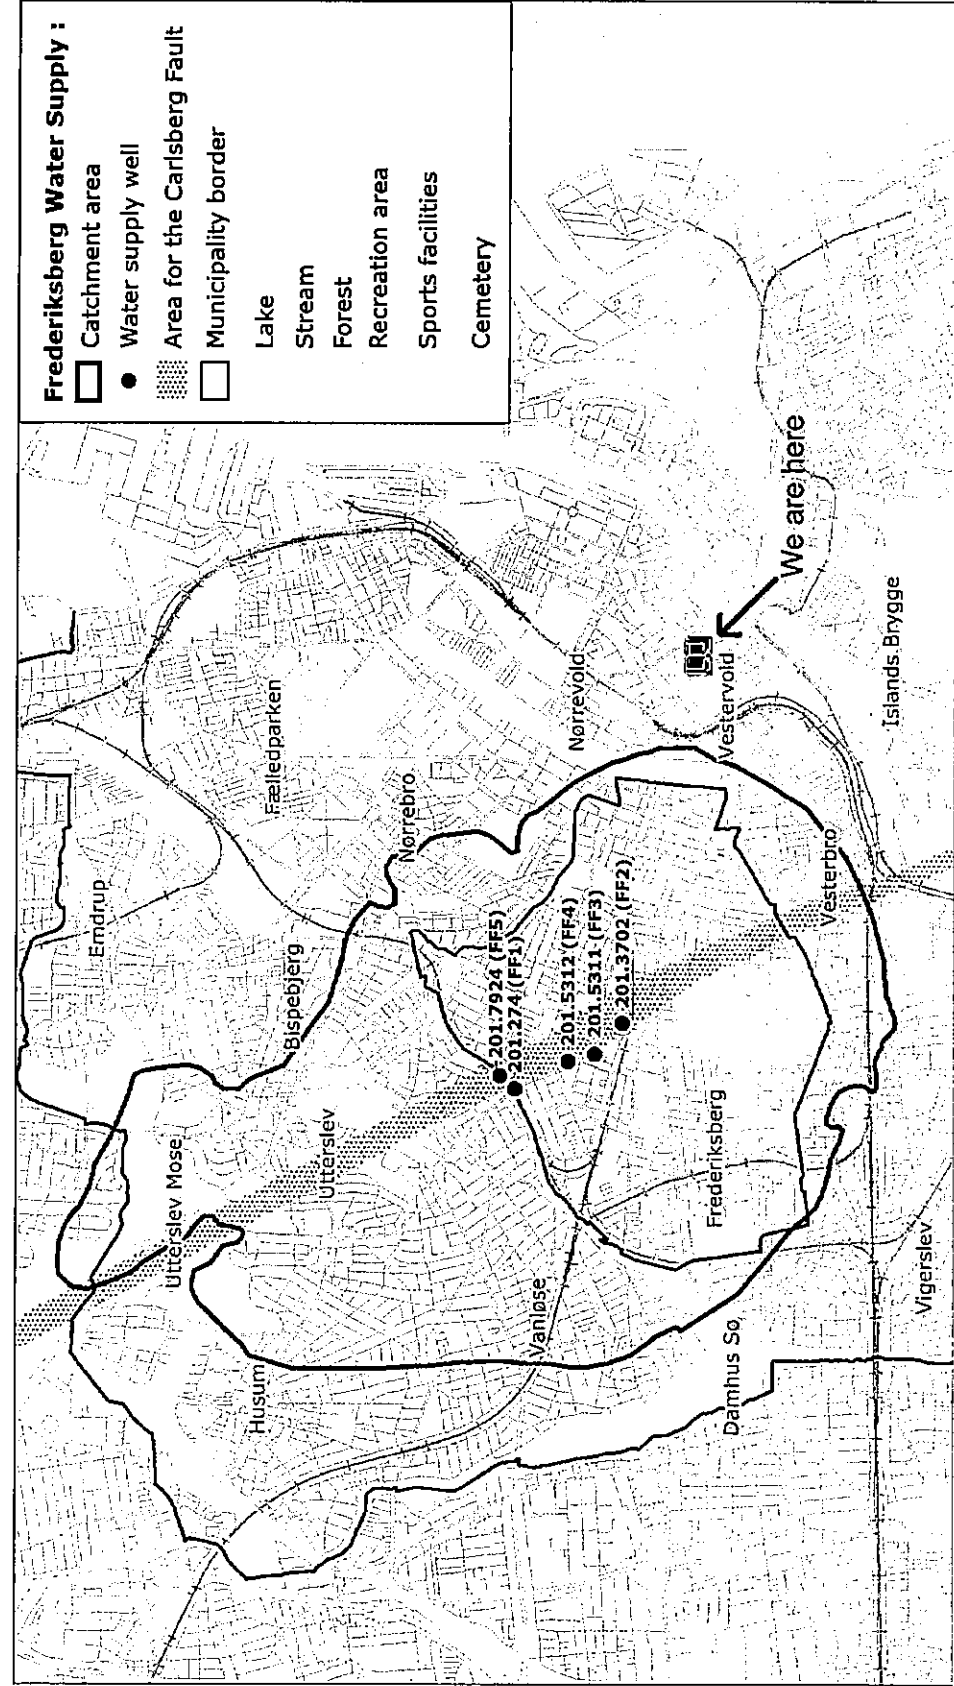 Frederiksberg Water Supply :
Catchment area
Water supply well
Area for the Carlsberg Fault
Municipality border
Lake
Stream
Forest
Recreation area
Sports facilities
Cemetery
Emdrup
Fælledparken
Bispebjerg
Nørrebro
Utterslev Mose
Utterslev
Husum
Nørrevold
201.7924 (FF5)
201.274 (FF1)
201.5312 (FF4)
201.5311 (FF3)
201.3702 (FF2)
Vanløse
Frederiksberg
Vestervold
We are here
Damhus Sø
Vesterbro
Islands Brygge
Vigerslev